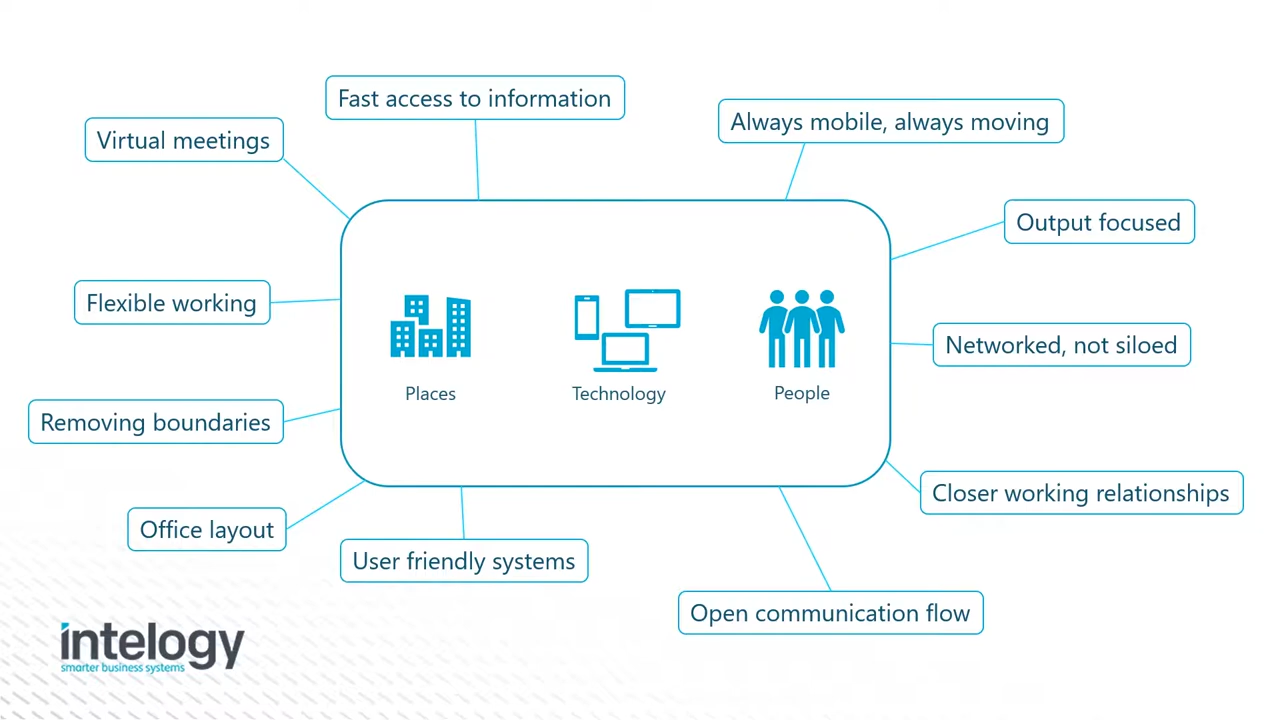 Fast access to information
Always mobile, always moving
Virtual meetings
Output focused
Flexible working
Networked, not siloed
Places
Technology
People
Removing boundaries
Closer working relationships
Office layout
User friendly systems
Open communication flow
intelogy
smarter business systems